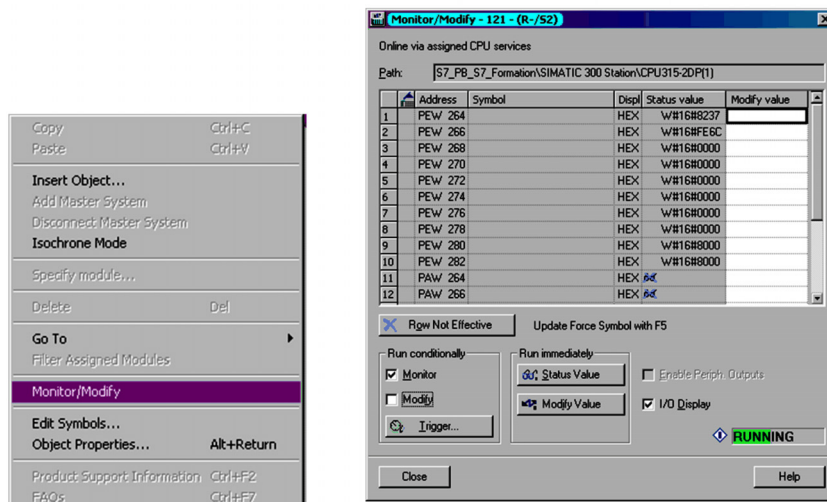 Copy Ctrl+C
Paste Ctrl+V
Insert Object...
Add Master System
Disconnect Master System
Isochrone Mode
Specify module...
Delete Del
Go To
Filter Assigned Modules
Monitor/Modify
Edit Symbols...
Object Properties... Alt+Return
Product Support Information Ctrl+F2
FAQs Ctrl+F7
Monitor/Modify - 121 - (R-/S2)
Online via assigned CPU services
Path: S7_PB_S7_Formation\SIMATIC 300 Station\CPU315-2DP(1)
Address Symbol Displ Status value Modify value
1 PEW 264 HEX W#16#8237
2 PEW 266 HEX W#16#FE6C
3 PEW 268 HEX W#16#0000
4 PEW 270 HEX W#16#0000
5 PEW 272 HEX W#16#0000
6 PEW 274 HEX W#16#0000
7 PEW 276 HEX W#16#0000
8 PEW 278 HEX W#16#0000
9 PEW 280 HEX W#16#8000
10 PEW 282 HEX W#16#8000
11 PAW 264 HEX
12 PAW 266 HEX
Row Not Effective Update Force Symbol with F5
Run conditionally Run immediately
Monitor Status Value Enable Periph. Outputs
Modify Modify Value I/O Display
Trigger...
RUNNING
Close Help